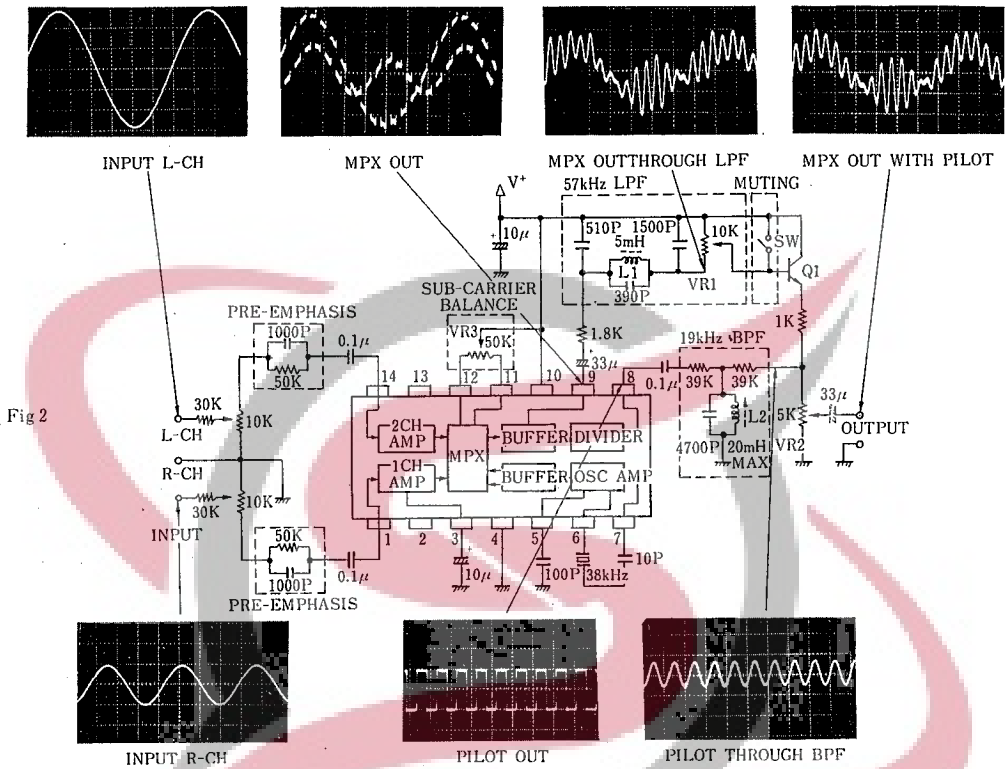 INPUT L-CH
MPX OUT
MPX OUTTHROUGH LPF
MPX OUT WITH PILOT
V+
57kHz LPF
MUTING
10μ
510P
1500P
5mH
10K
SW
L1
VR1
Q1
390P
SUB-CARRIER
BALANCE
PRE-EMPHASIS
1000P
0.1μ
50K
VR3
50K
1.8K
33μ
1K
19kHz BPF
0.1μ
39K
39K
14
13
12
11
10
9
8
Fig 2
30K
L-CH
10K
2CH
AMP
MPX
BUFFER
DIVIDER
4700P
L2
20mH
MAX
5K
VR2
33μ
OUTPUT
R-CH
1CH
AMP
BUFFER
OSC AMP
30K
10K
INPUT
1
2
3
4
5
6
7
50K
1000P
0.1μ
10μ
100P
38kHz
10P
PRE-EMPHASIS
INPUT R-CH
PILOT OUT
PILOT THROUGH BPF